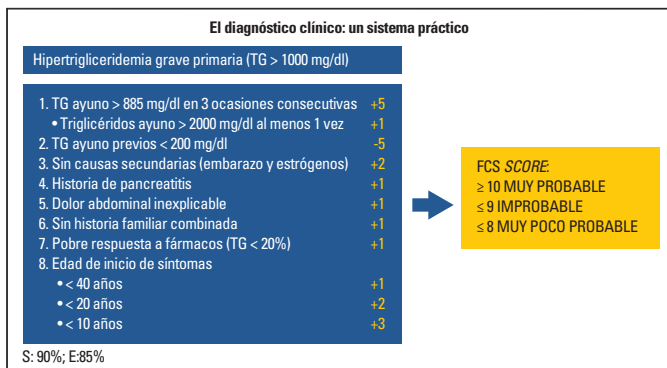 El diagnóstico clínico: un sistema práctico
Hipertrigliceridemia grave primaria (TG > 1000 mg/dl)
1. TG ayuno > 885 mg/dl en 3 ocasiones consecutivas +5
• Triglicéridos ayuno > 2000 mg/dl al menos 1 vez +1
2. TG ayuno previos < 200 mg/dl -5
3. Sin causas secundarias (embarazo y estrógenos) +2
4. Historia de pancreatitis +1
5. Dolor abdominal inexplicable +1
6. Sin historia familiar combinada +1
7. Pobre respuesta a fármacos (TG < 20%) +1
8. Edad de inicio de síntomas
• < 40 años +1
• < 20 años +2
• < 10 años +3
FCS SCORE:
≥ 10 MUY PROBABLE
≤ 9 IMPROBABLE
≤ 8 MUY POCO PROBABLE
S: 90%; E:85%